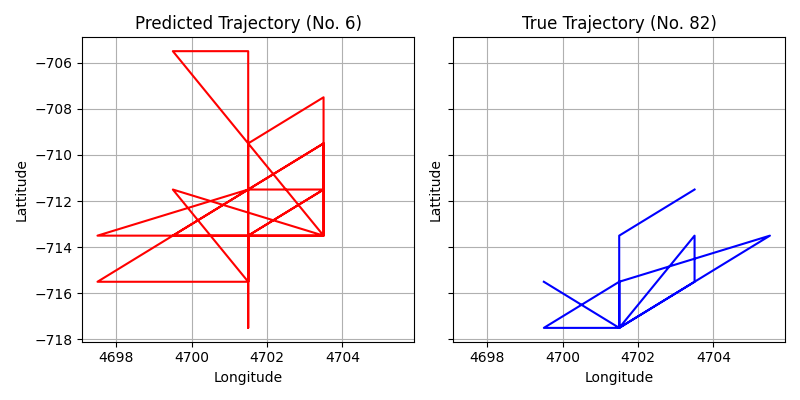 Predicted Trajectory (No. 6)
True Trajectory (No. 82)
Lattitude
−706
−708
−710
−712
−714
−716
−718
4698
4700
4702
4704
Longitude
Lattitude
4698
4700
4702
4704
Longitude